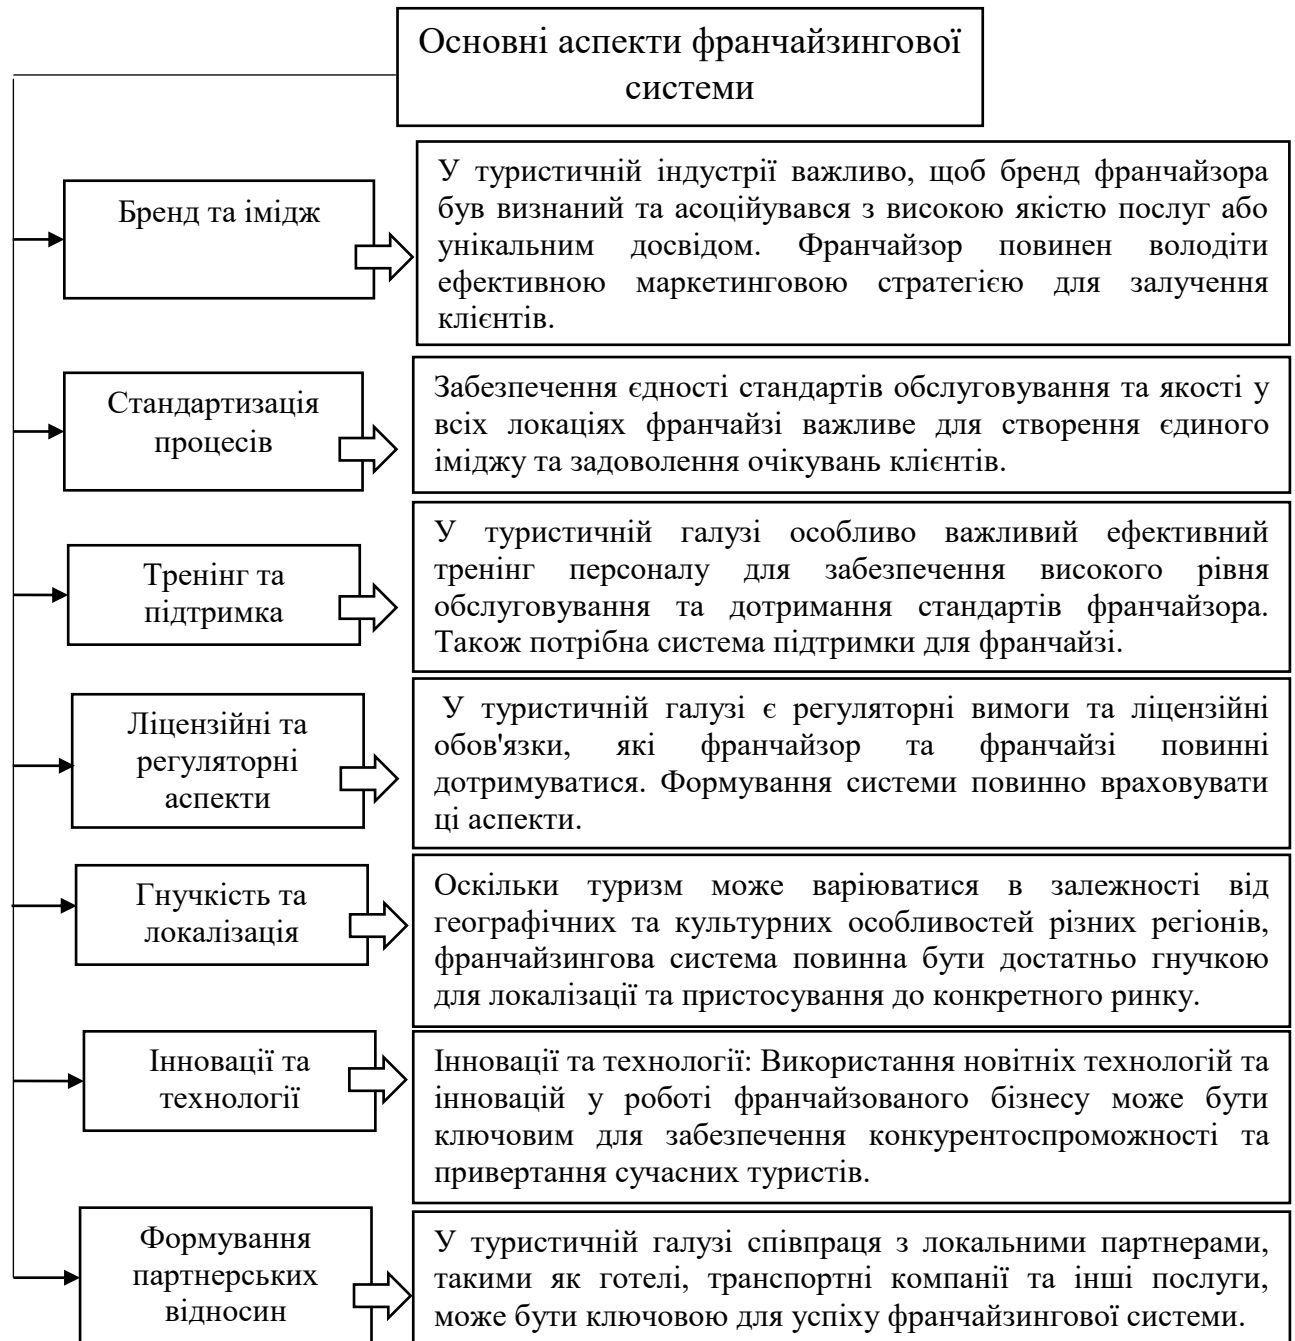 Основні аспекти франчайзингової
системи
Бренд та імідж
У туристичній індустрії важливо, щоб бренд франчайзора
був визнаний та асоційувався з високою якістю послуг або
унікальним досвідом. Франчайзор повинен володіти
ефективною маркетинговою стратегією для залучення
клієнтів.
Стандартизація
процесів
Забезпечення єдності стандартів обслуговування та якості у
всіх локаціях франчайзі важливе для створення єдиного
іміджу та задоволення очікувань клієнтів.
Тренінг та
підтримка
У туристичній галузі особливо важливий ефективний
тренінг персоналу для забезпечення високого рівня
обслуговування та дотримання стандартів франчайзора.
Також потрібна система підтримки для франчайзі.
Ліцензійні та
регуляторні
аспекти
У туристичній галузі є регуляторні вимоги та ліцензійні
обов'язки, які франчайзор та франчайзі повинні
дотримуватися. Формування системи повинно враховувати
ці аспекти.
Гнучкість та
локалізація
Оскільки туризм може варіюватися в залежності від
географічних та культурних особливостей різних регіонів,
франчайзингова система повинна бути достатньо гнучкою
для локалізації та пристосування до конкретного ринку.
Інновації та
технології
Інновації та технології: Використання новітніх технологій та
інновацій у роботі франчайзованого бізнесу може бути
ключовим для забезпечення конкурентоспроможності та
привертання сучасних туристів.
Формування
партнерських
відносин
У туристичній галузі співпраця з локальними партнерами,
такими як готелі, транспортні компанії та інші послуги,
може бути ключовою для успіху франчайзингової системи.